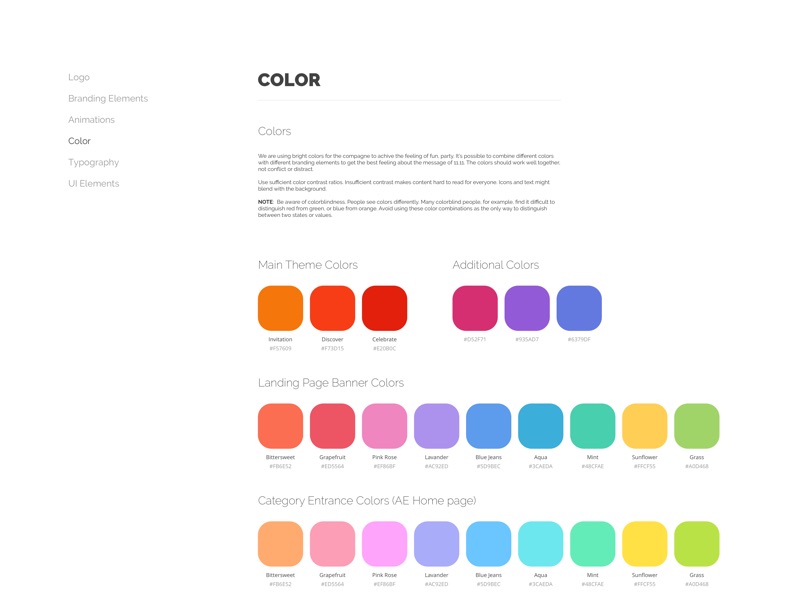 Logo
Branding Elements
Animations
Color
Typography
UI Elements
COLOR
Colors
We are using bright colors for the compagne to achive the feeling of fun, party. It's possible to combine different colors
with different branding elements to get the best feeling about the message of 11.11. The colors should work well together,
not conflict or distract.
Use sufficient color contrast ratios. Insufficient contrast makes content hard to read for everyone. Icons and text might
blend with the background.
NOTE: Be aware of colorblindness. People see colors differently. Many colorblind people, for example, find it difficult to
distinguish red from green, or blue from orange. Avoid using these color combinations as the only way to distinguish
between two states or values.
Main Theme Colors
Invitation
#F57609
Discover
#F73D15
Celebrate
#E20B0C
Additional Colors
#D52F71
#935AD7
#6379DF
Landing Page Banner Colors
Bittersweet
#FB6E52
Grapefruit
#ED5564
Pink Rose
#EF86BF
Lavander
#AC92ED
Blue Jeans
#5D9BEC
Aqua
#3CAEDA
Mint
#48CFAE
Sunflower
#FFCF55
Grass
#A0D468
Category Entrance Colors (AE Home page)
Bittersweet
#FB6E52
Grapefruit
#ED5564
Pink Rose
#EF86BF
Lavander
#AC92ED
Blue Jeans
#5D9BEC
Aqua
#3CAEDA
Mint
#48CFAE
Sunflower
#FFCF55
Grass
#A0D468